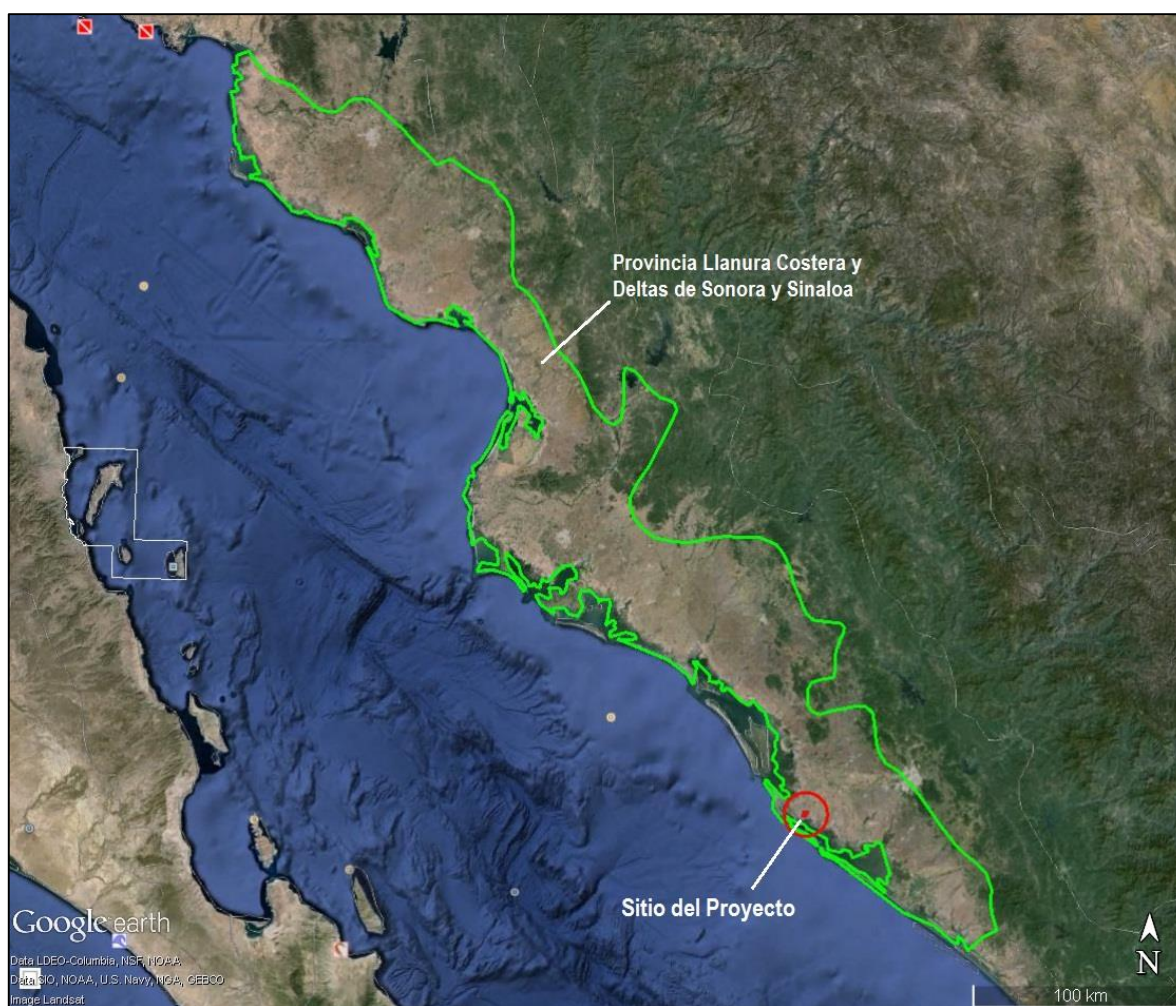 Provincia Llanura Costera y
Deltas de Sonora y Sinaloa
Sitio del Proyecto
Google earth
Data LDEO-Columbia, NSF, NOAA
Data SIO, NOAA, U.S. Navy, NGA, GEBCO
Image Landsat
N
100 km